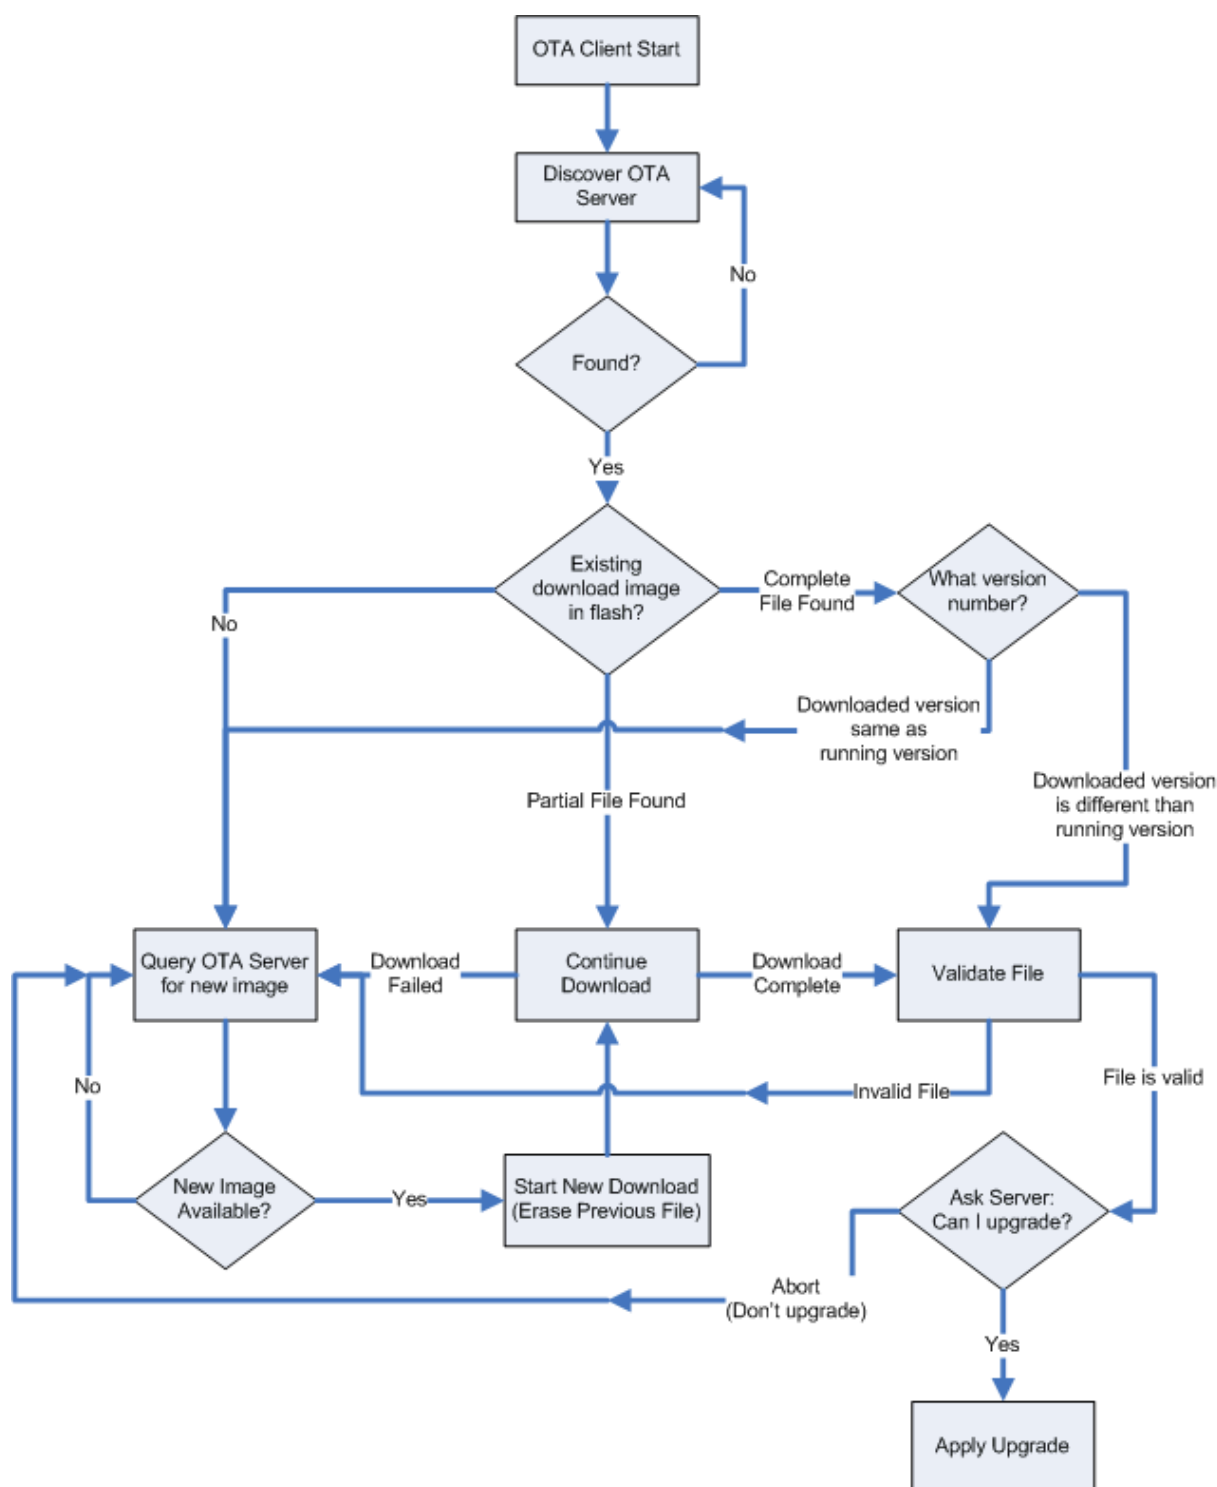 OTA Client Start
Discover OTA
Server
No
Found?
Yes
Existing
download image
in flash?
Complete
File Found
What version
number?
No
Downloaded version
same as
running version
Downloaded version
is different than
running version
Partial File Found
Query OTA Server
for new image
Download
Failed
Continue
Download
Download
Complete
Validate File
No
Invalid File
File is valid
New Image
Available?
Yes
Start New Download
(Erase Previous File)
Ask Server:
Can I upgrade?
Abort
(Don't upgrade)
Yes
Apply Upgrade